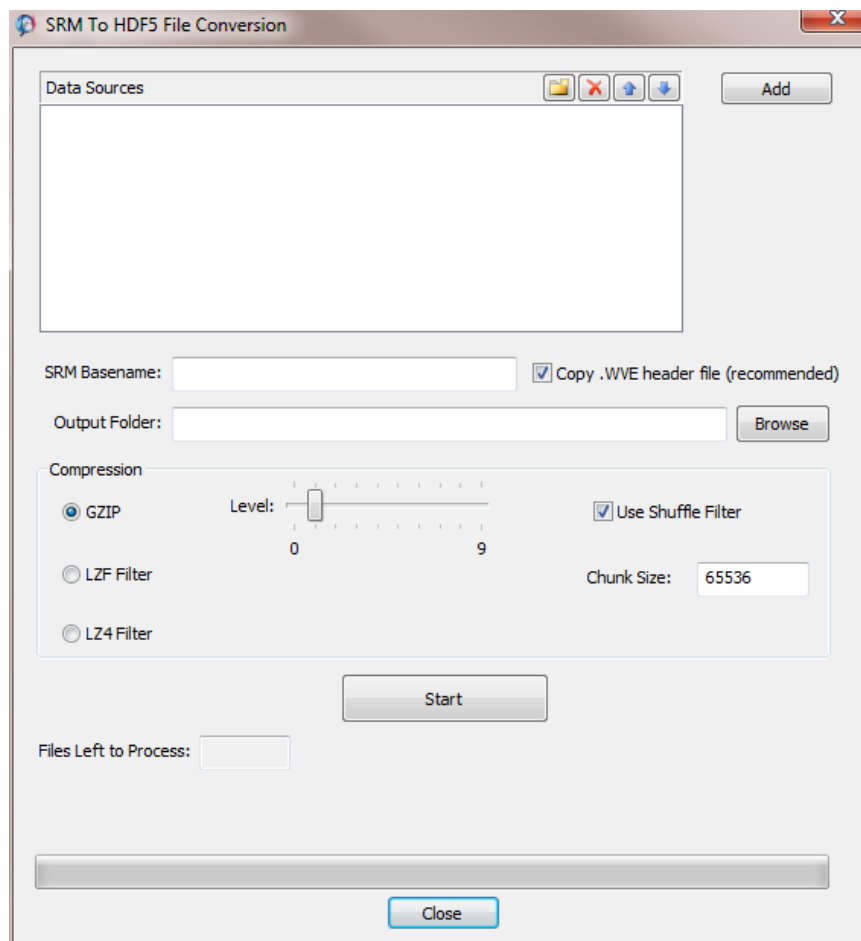 SRM To HDF5 File Conversion
Data Sources
Add
SRM Basename:
Copy .WVE header file (recommended)
Output Folder:
Browse
Compression
GZIP
Level:
Use Shuffle Filter
0 9
LZF Filter
Chunk Size: 65536
LZ4 Filter
Start
Files Left to Process:
Close